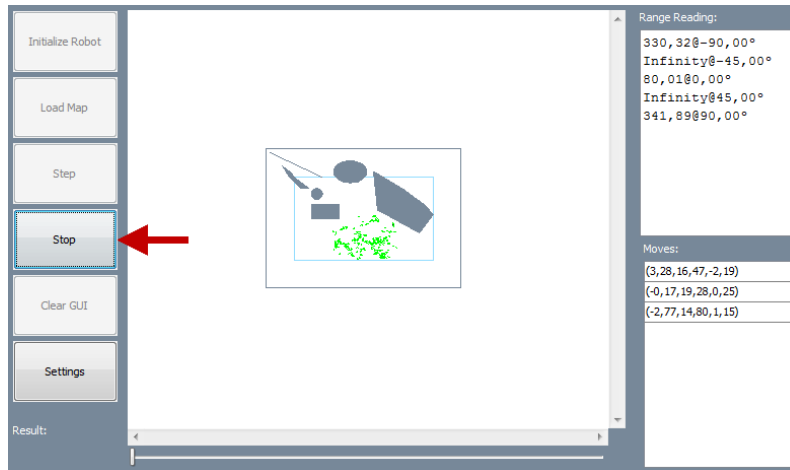 Initialize Robot
Load Map
Step
Stop
Clear GUI
Settings
Result:
Range Reading:
330,32@-90,00°
Infinity@-45,00°
80,01@0,00°
Infinity@45,00°
341,89@90,00°
Moves:
(3,28,16,47,-2,19)
(-0,17,19,28,0,25)
(-2,77,14,80,1,15)